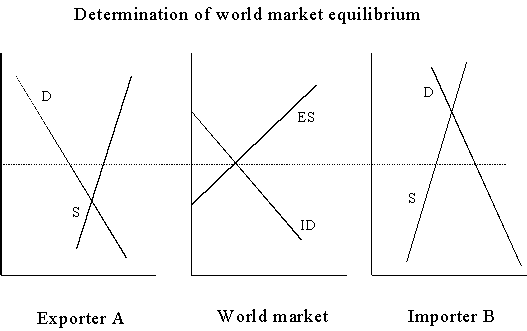 Determination of world market equilibrium
D
S
ES
ID
D
S
Exporter A
World market
Importer B